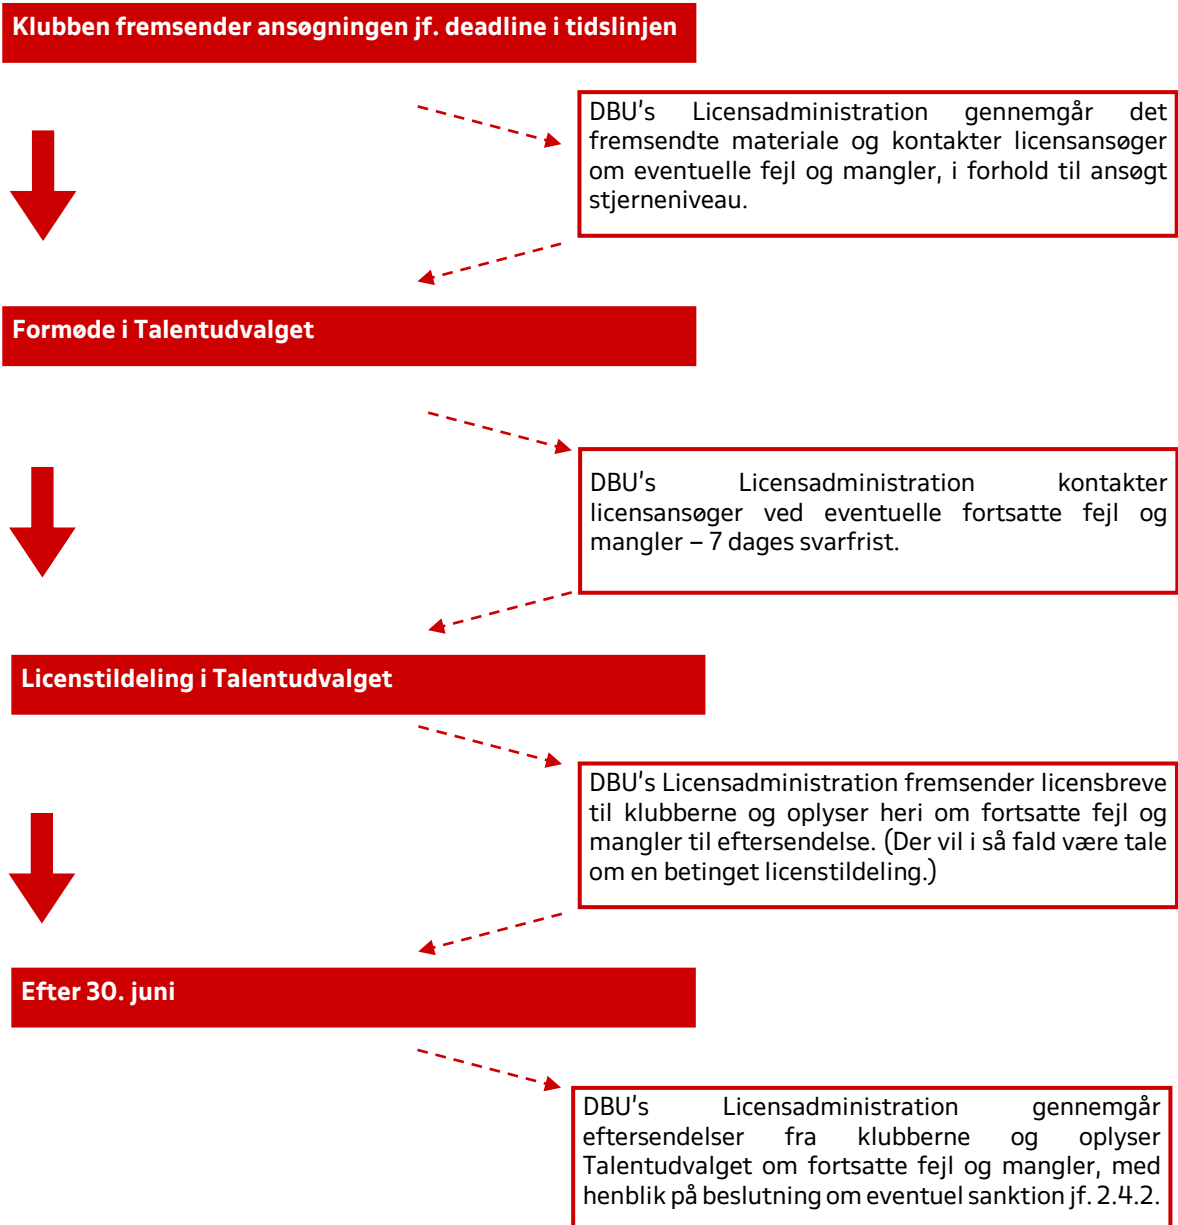 Klubben fremsender ansøgningen jf. deadline i tidslinjen
DBU's Licensadministration gennemgår det
fremsendte materiale og kontakter licensansøger
om eventuelle fejl og mangler, i forhold til ansøgt
stjerneniveau.
Formøde i Talentudvalget
DBU's Licensadministration kontakter
licensansøger ved eventuelle fortsatte fejl og
mangler – 7 dages svarfrist.
Licenstildeling i Talentudvalget
DBU's Licensadministration fremsender licensbreve
til klubberne og oplyser heri om fortsatte fejl og
mangler til eftersendelse. (Der vil i så fald være tale
om en betinget licenstildeling.)
Efter 30. juni
DBU's Licensadministration gennemgår
eftersendelser fra klubberne og oplyser
Talentudvalget om fortsatte fejl og mangler, med
henblik på beslutning om eventuel sanktion jf. 2.4.2.